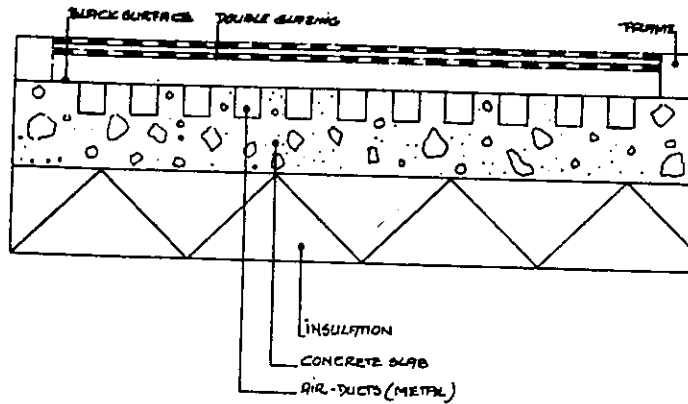 BLACK SURFACE DOUBLE GLAZING FRAME
INSULATION
CONCRETE SLAB
AIR-DUCTS (METAL)